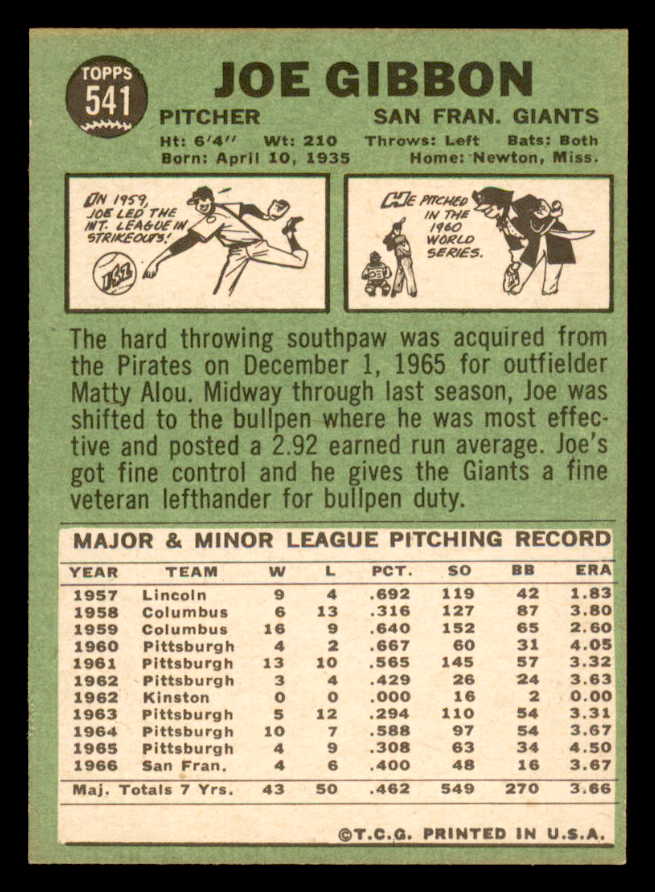 TOPPS
541
JOE GIBBON
PITCHER SAN FRAN. GIANTS
Ht: 6'4" Wt: 210 Throws: Left Bats: Both
Born: April 10, 1935 Home: Newton, Miss.
IN 1959,
JOE LED THE
INT. LEAGUE IN
STRIKEOUTS!
152
HE PITCHED
IN THE
1960
WORLD
SERIES.
The hard throwing southpaw was acquired from
the Pirates on December 1, 1965 for outfielder
Matty Alou. Midway through last season, Joe was
shifted to the bullpen where he was most effec-
tive and posted a 2.92 earned run average. Joe's
got fine control and he gives the Giants a fine
veteran lefthander for bullpen duty.
MAJOR & MINOR LEAGUE PITCHING RECORD
YEAR TEAM W L PCT. SO BB ERA
1957 Lincoln 9 4 .692 119 42 1.83
1958 Columbus 6 13 .316 127 87 3.80
1959 Columbus 16 9 .640 152 65 2.60
1960 Pittsburgh 4 2 .667 60 31 4.05
1961 Pittsburgh 13 10 .565 145 57 3.32
1962 Pittsburgh 3 4 .429 26 24 3.63
1962 Kinston 0 0 .000 16 2 0.00
1963 Pittsburgh 5 12 .294 110 54 3.31
1964 Pittsburgh 10 7 .588 97 54 3.67
1965 Pittsburgh 4 9 .308 63 34 4.50
1966 San Fran. 4 6 .400 48 16 3.67
Maj. Totals 7 Yrs. 43 50 .462 549 270 3.66
©T.C.G. PRINTED IN U.S.A.